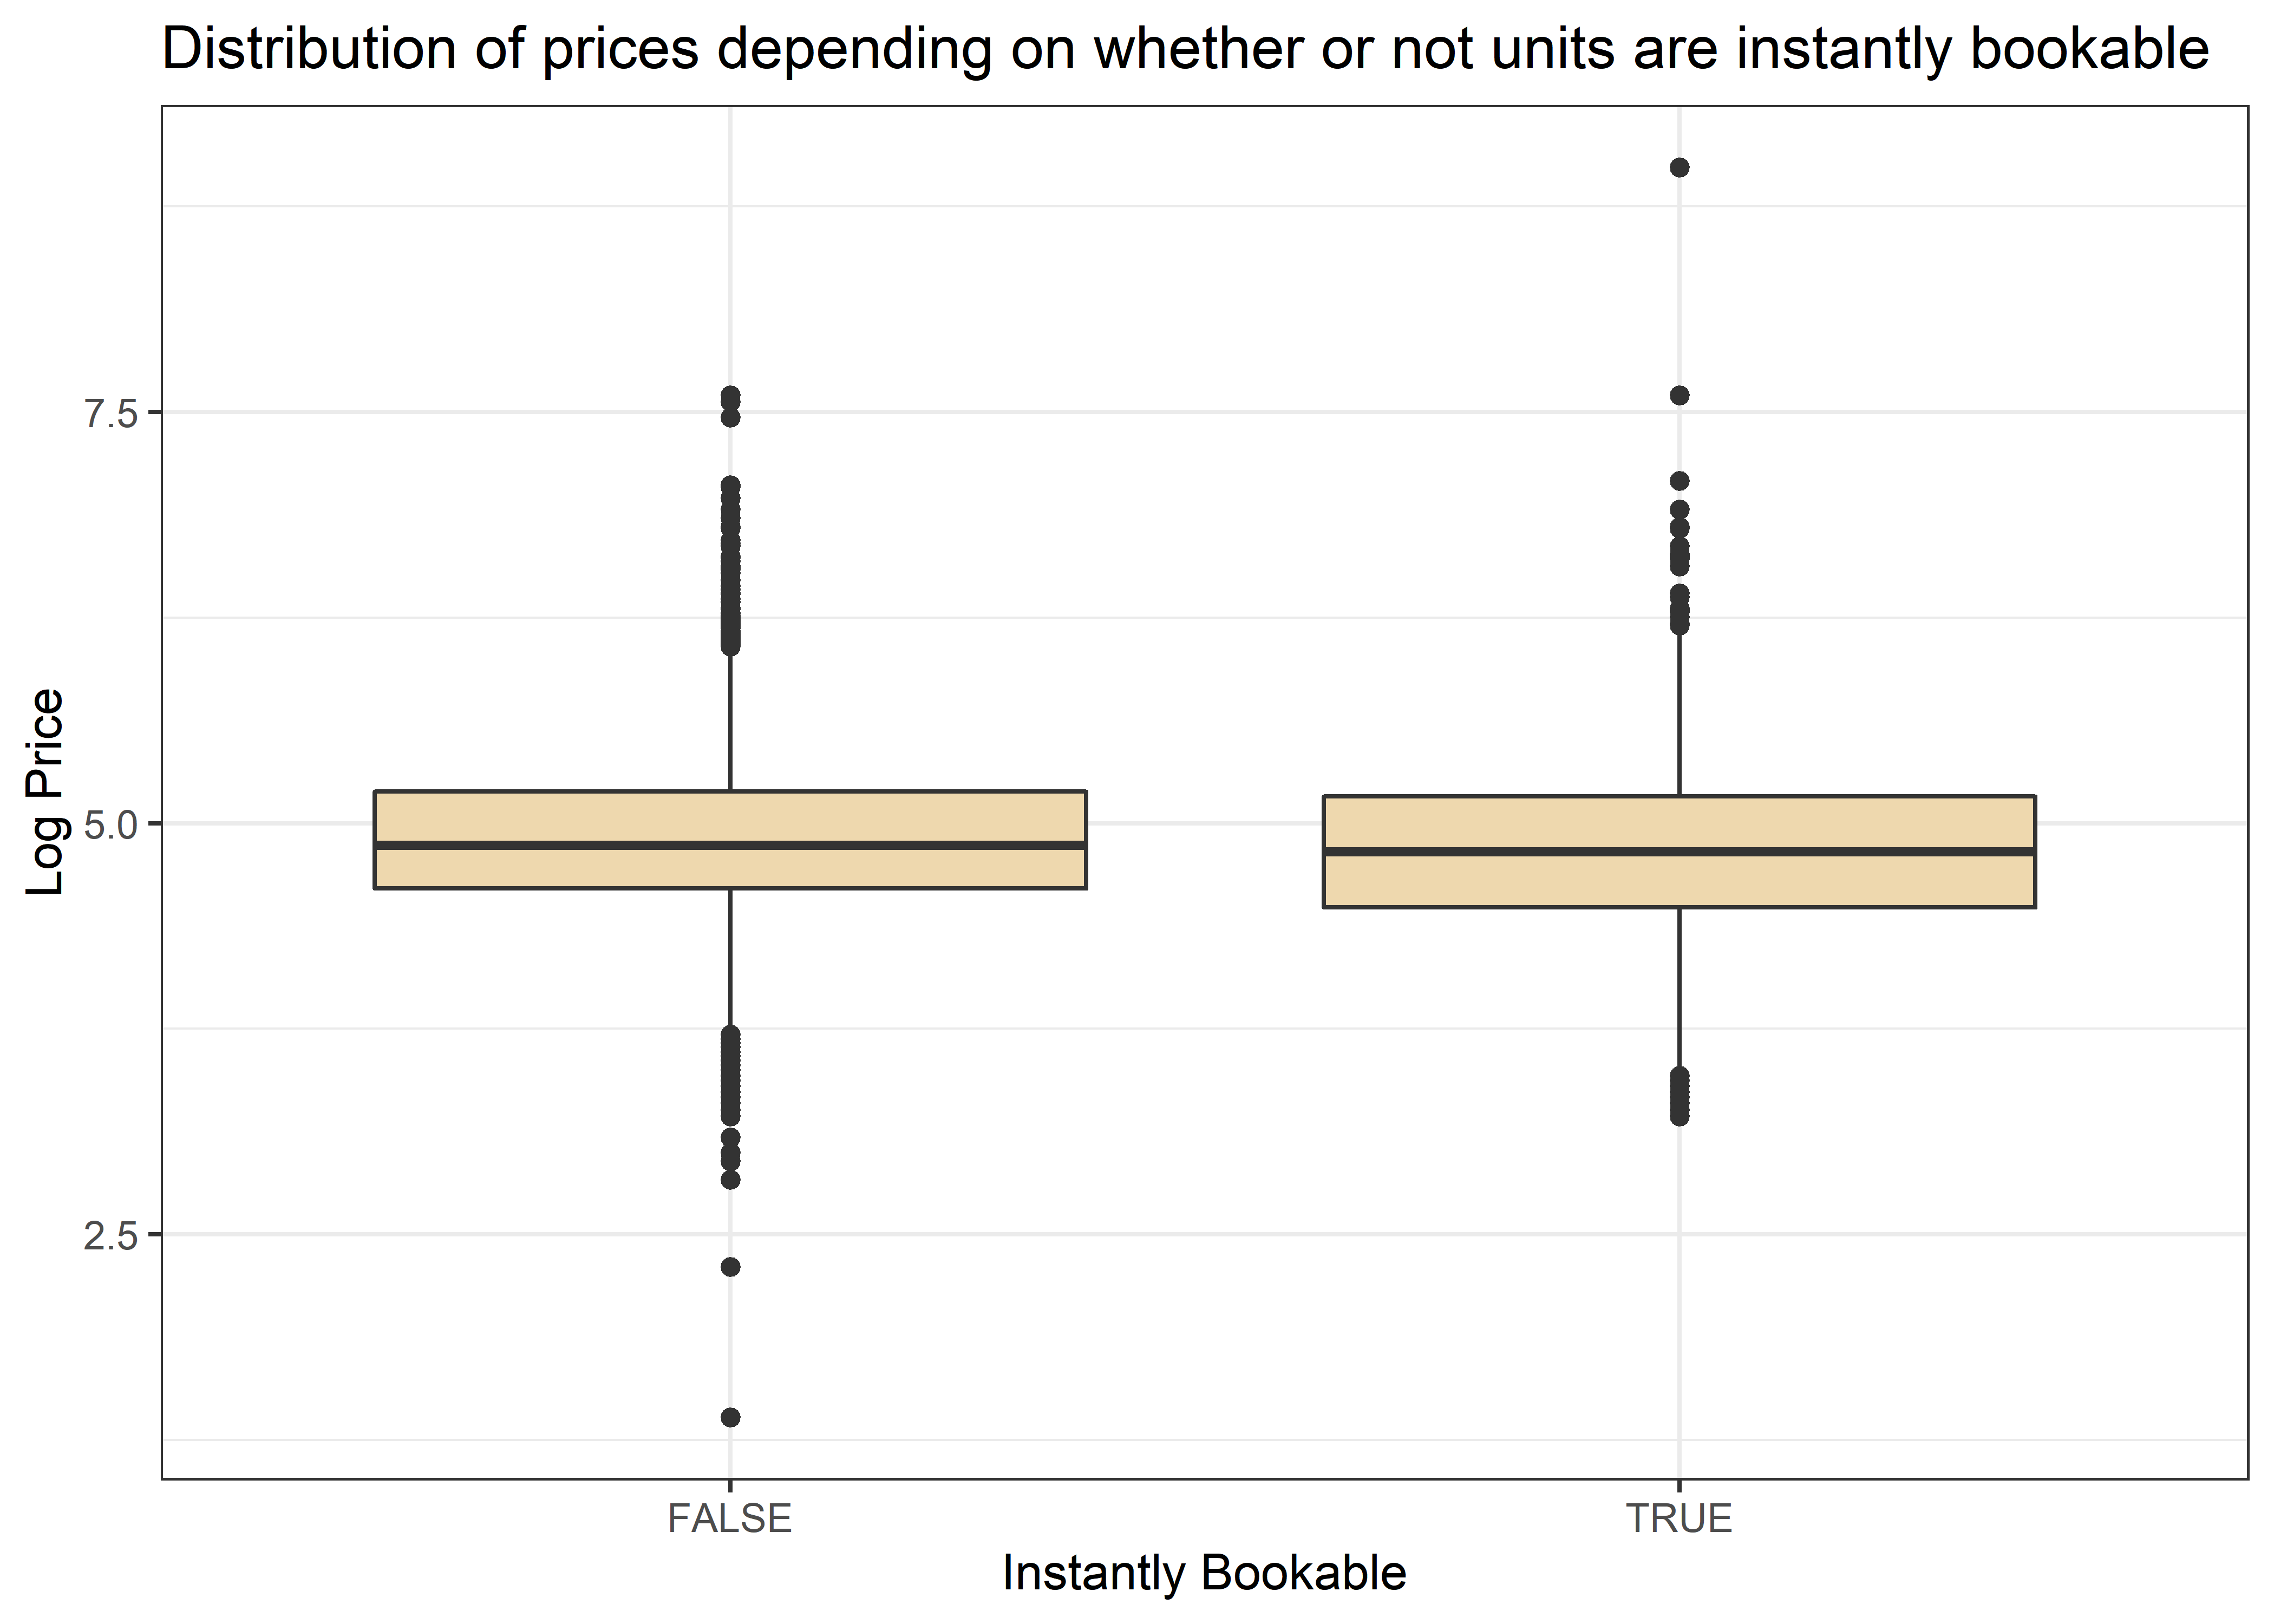 Distribution of prices depending on whether or not units are instantly bookable
Log Price
7.5
5.0
2.5
FALSE
TRUE
Instantly Bookable